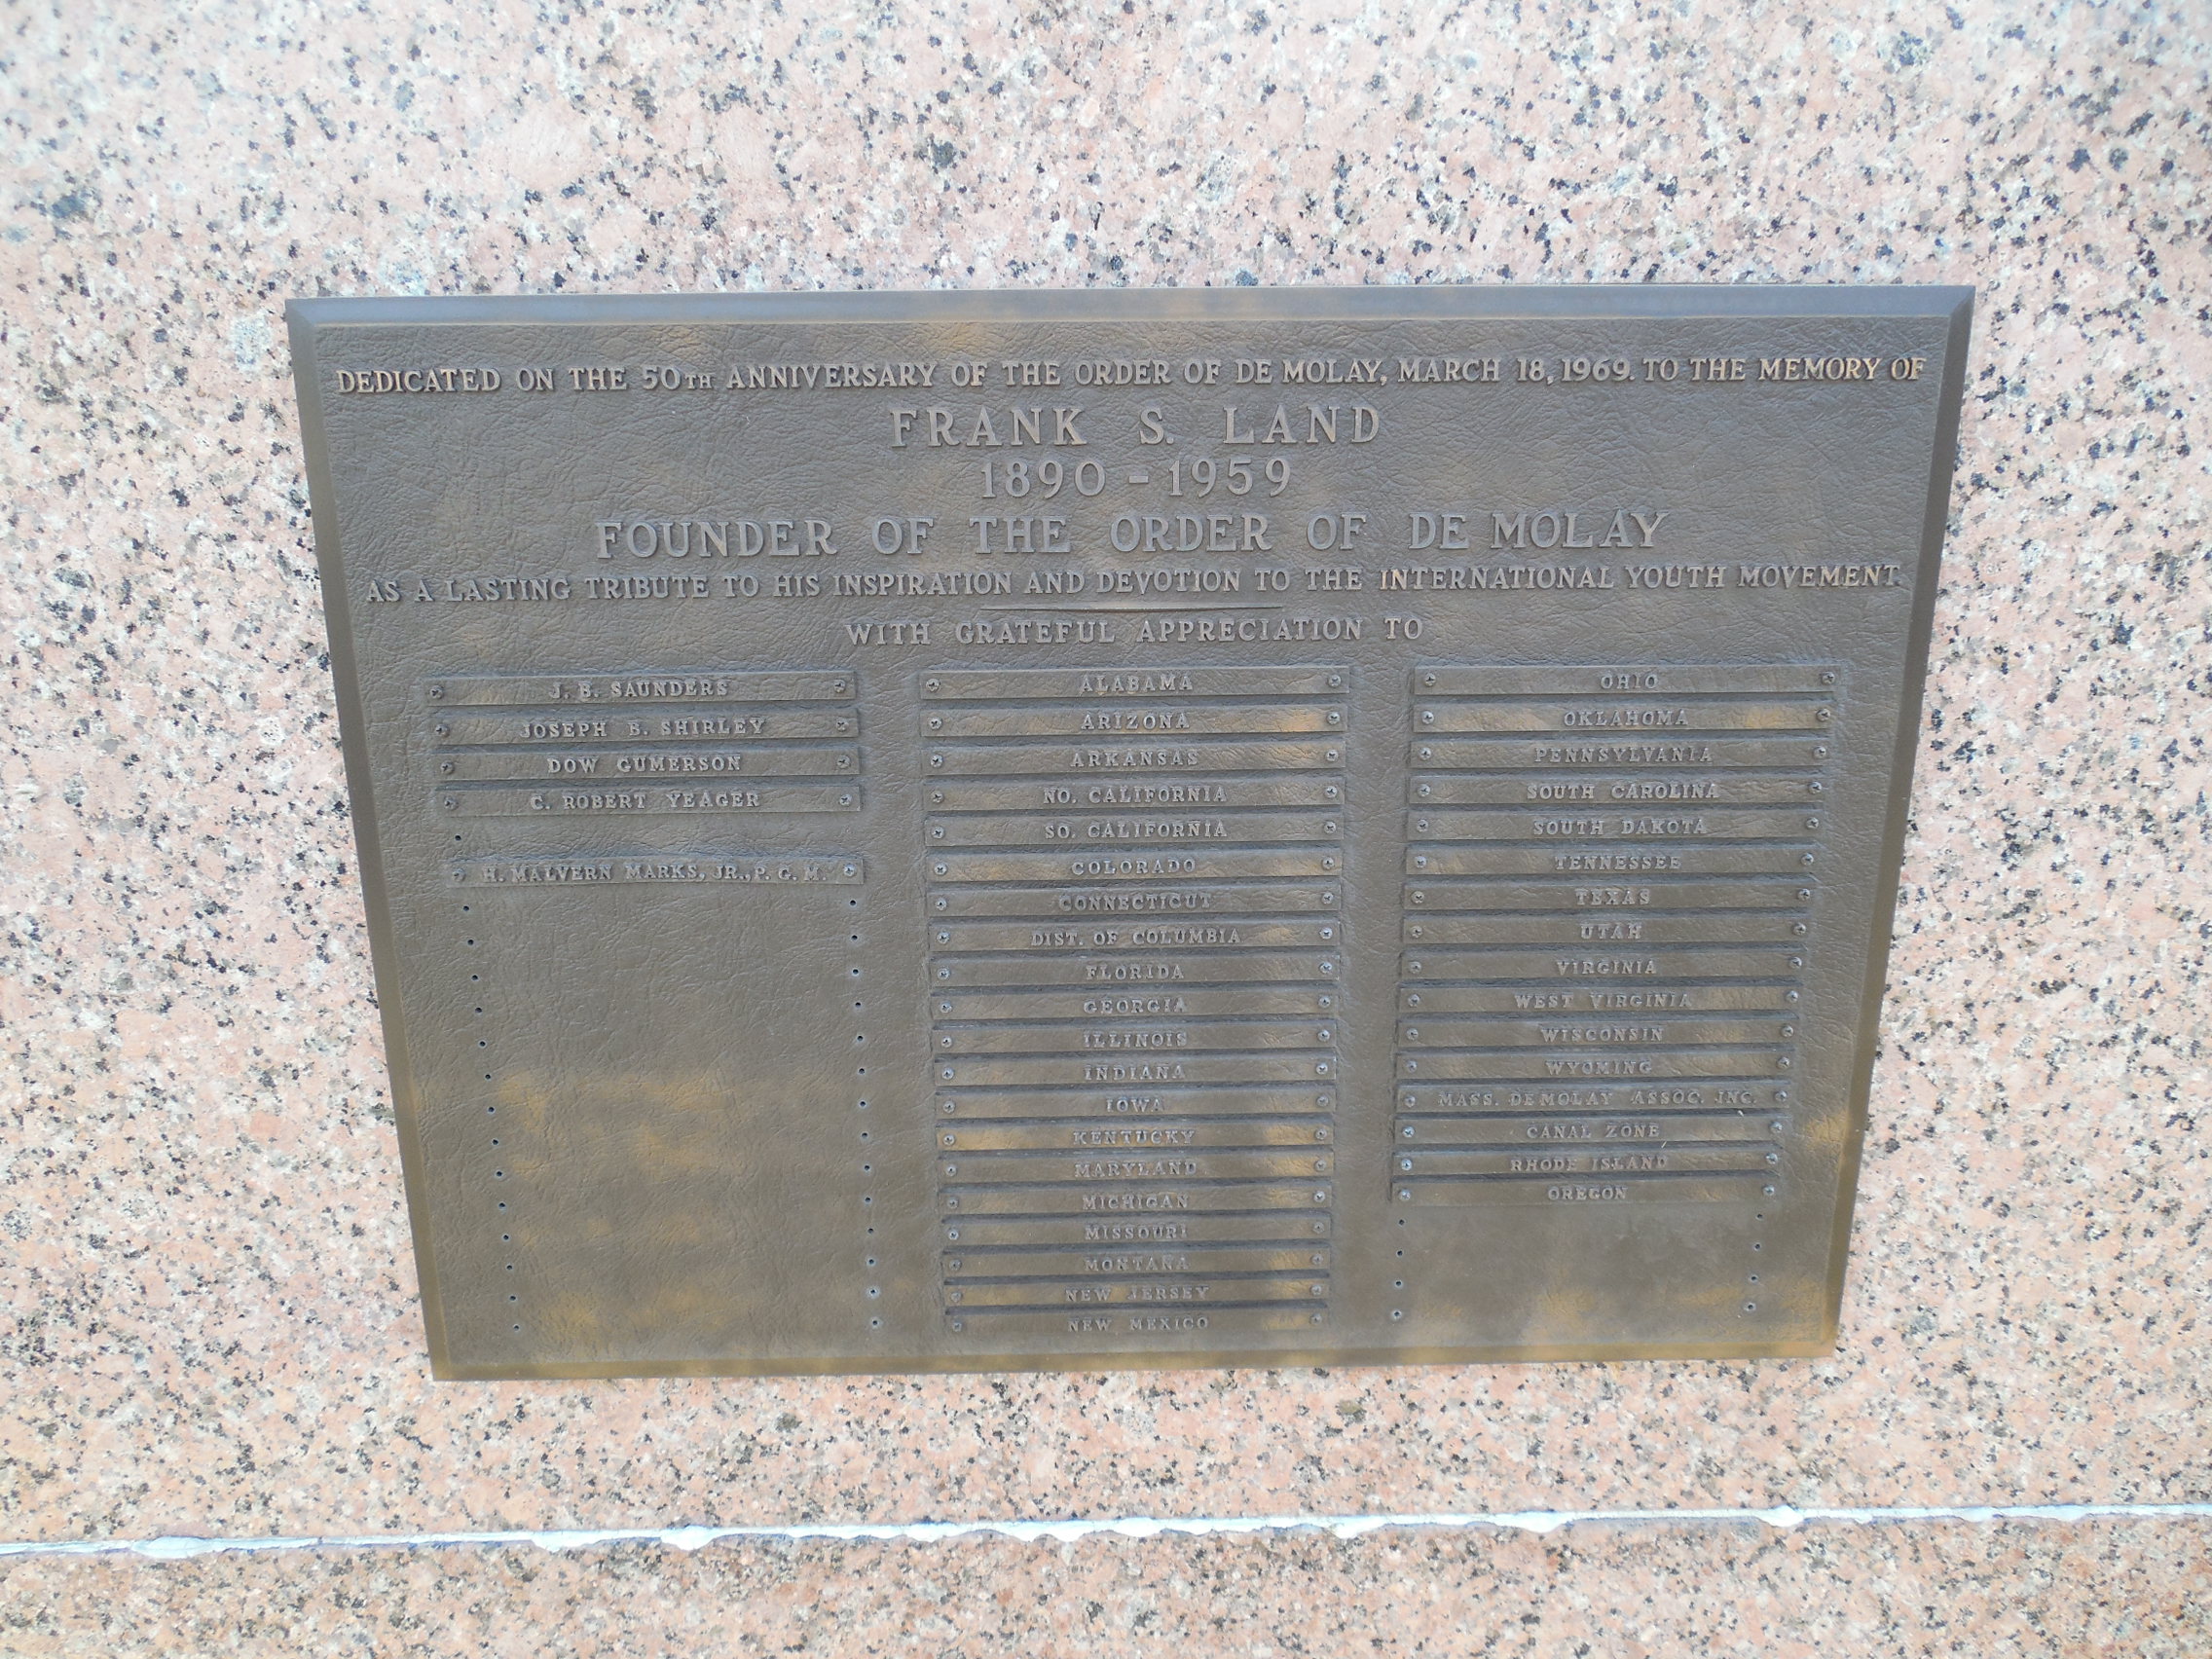 DEDICATED ON THE 50TH ANNIVERSARY OF THE ORDER OF DE MOLAY, MARCH 18, 1969. TO THE MEMORY OF
FRANK S. LAND
1890 - 1959
FOUNDER OF THE ORDER OF DE MOLAY
AS A LASTING TRIBUTE TO HIS INSPIRATION AND DEVOTION TO THE INTERNATIONAL YOUTH MOVEMENT.
WITH GRATEFUL APPRECIATION TO
J. B. SAUNDERS
JOSEPH B. SHIRLEY
DOW GUMERSON
C. ROBERT YEAGER
H. MALVERN MARKS, JR., P. G. M.
ALABAMA
ARIZONA
ARKANSAS
NO. CALIFORNIA
SO. CALIFORNIA
COLORADO
CONNECTICUT
DIST. OF COLUMBIA
FLORIDA
GEORGIA
ILLINOIS
INDIANA
IOWA
KENTUCKY
MARYLAND
MICHIGAN
MISSOURI
MONTANA
NEW JERSEY
NEW MEXICO
OHIO
OKLAHOMA
PENNSYLVANIA
SOUTH CAROLINA
SOUTH DAKOTA
TENNESSEE
TEXAS
UTAH
VIRGINIA
WEST VIRGINIA
WISCONSIN
WYOMING
MASS. DEMOLAY ASSOC. INC.
CANAL ZONE
RHODE ISLAND
OREGON